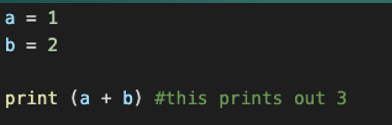 a = 1
b = 2
print (a + b) #this prints out 3